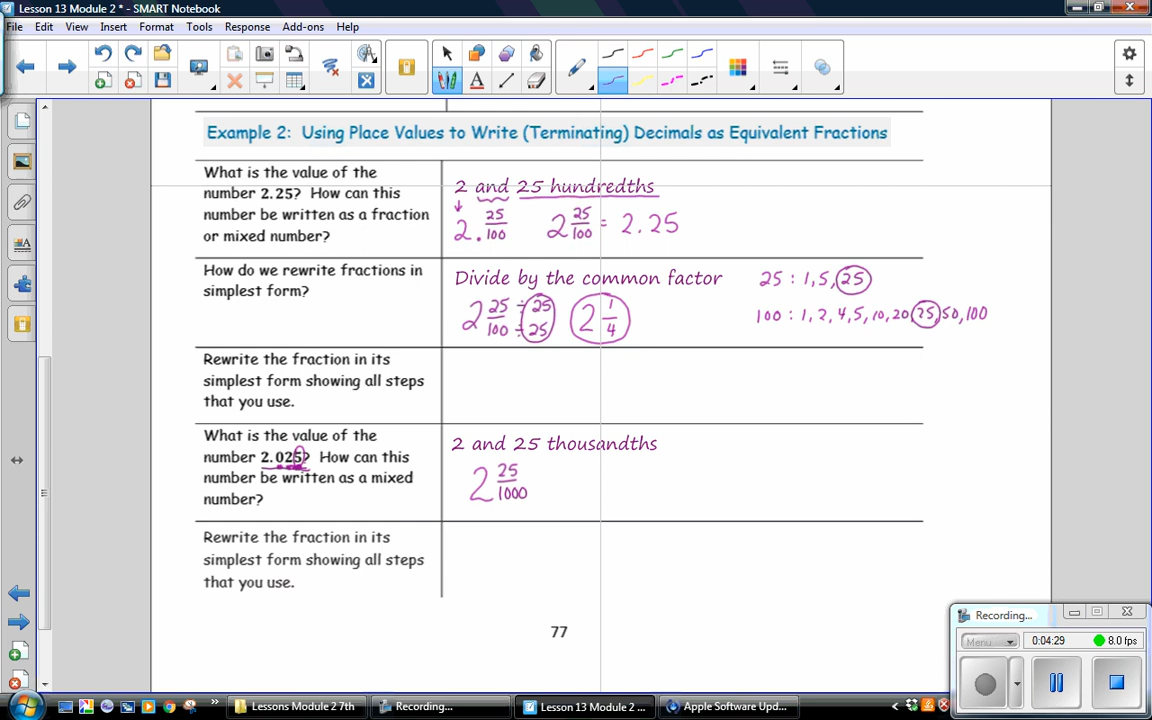 Lesson 13 Module 2 * - SMART Notebook
File Edit View Insert Format Tools Response Add-ons Help
Example 2: Using Place Values to Write (Terminating) Decimals as Equivalent Fractions
What is the value of the
number 2.25? How can this
number be written as a fraction
or mixed number?
2 and 25 hundredths
2 . 25/100 2 25/100 = 2.25
How do we rewrite fractions in
simplest form?
Divide by the common factor
2 25/100 ÷ 25/25 2 1/4
25 : 1, 5, 25
100 : 1, 2, 4, 5, 10, 20, 25, 50, 100
Rewrite the fraction in its
simplest form showing all steps
that you use.
What is the value of the
number 2.025? How can this
number be written as a mixed
number?
2 and 25 thousandths
2 25/1000
Rewrite the fraction in its
simplest form showing all steps
that you use.
77
Recording...
Menu 0:04:29 8.0 fps
Lessons Module 2 7th
Recording...
Lesson 13 Module 2 ...
Apple Software Upd...
7:20 AM